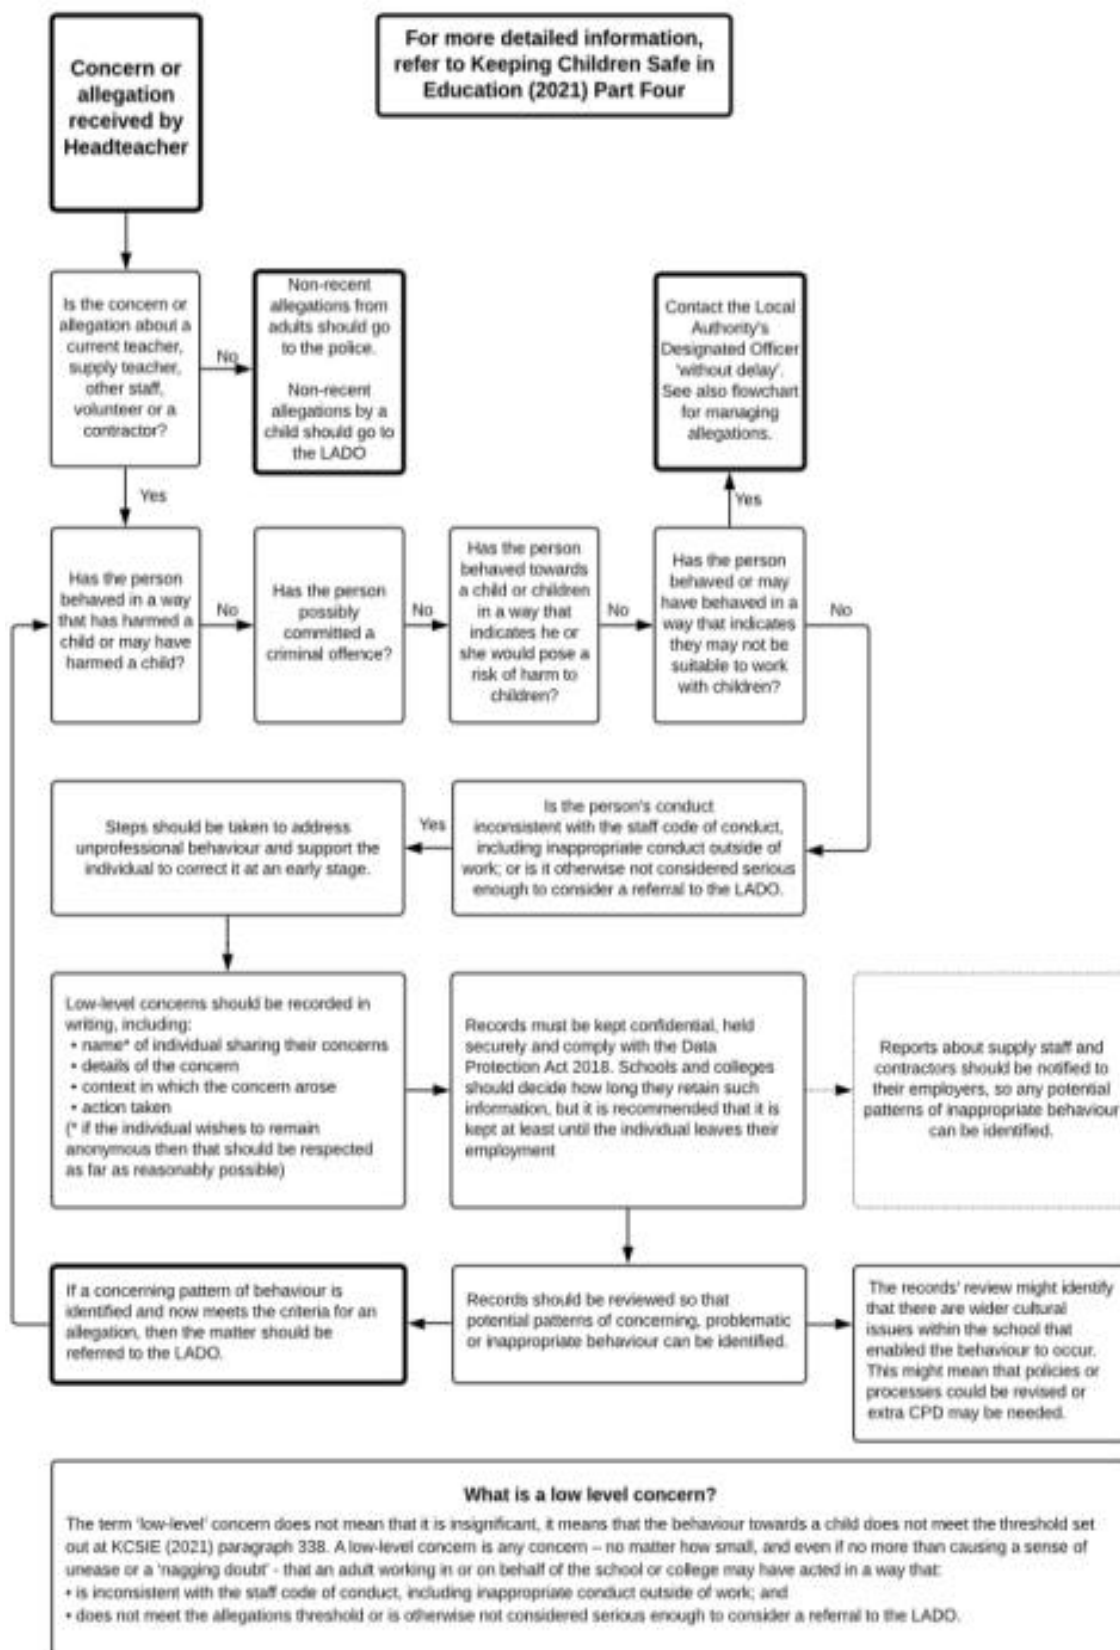 Concern or
allegation
received by
Headteacher
For more detailed information,
refer to Keeping Children Safe in
Education (2021) Part Four
Is the concern or
allegation about a
current teacher,
supply teacher,
other staff,
volunteer or a
contractor?
No
Non-recent
allegations from
adults should go
to the police.
Non-recent
allegations by a
child should go to
the LADO
Contact the Local
Authority's
Designated Officer
'without delay'.
See also flowchart
for managing
allegations.
Yes
Yes
Has the person
behaved in a way
that has harmed a
child or may have
harmed a child?
No
Has the person
possibly
committed a
criminal offence?
No
Has the person
behaved towards
a child or children
in a way that
indicates he or
she would pose a
risk of harm to
children?
No
Has the person
behaved or may
have behaved in a
way that indicates
they may not be
suitable to work
with children?
No
Steps should be taken to address
unprofessional behaviour and support the
individual to correct it at an early stage.
Yes
Is the person's conduct
inconsistent with the staff code of conduct,
including inappropriate conduct outside of
work; or is it otherwise not considered serious
enough to consider a referral to the LADO.
Low-level concerns should be recorded in
writing, including:
• name* of individual sharing their concerns
• details of the concern
• context in which the concern arose
• action taken
(* if the individual wishes to remain
anonymous then that should be respected
as far as reasonably possible)
Records must be kept confidential, held
securely and comply with the Data
Protection Act 2018. Schools and colleges
should decide how long they retain such
information, but it is recommended that it is
kept at least until the individual leaves their
employment
Reports about supply staff and
contractors should be notified to
their employers, so any potential
patterns of inappropriate behaviour
can be identified.
If a concerning pattern of behaviour is
identified and now meets the criteria for an
allegation, then the matter should be
referred to the LADO.
Records should be reviewed so that
potential patterns of concerning, problematic
or inappropriate behaviour can be identified.
The records' review might identify
that there are wider cultural
issues within the school that
enabled the behaviour to occur.
This might mean that policies or
processes could be revised or
extra CPD may be needed.
What is a low level concern?
The term 'low-level' concern does not mean that it is insignificant, it means that the behaviour towards a child does not meet the threshold set
out at KCSIE (2021) paragraph 338. A low-level concern is any concern – no matter how small, and even if no more than causing a sense of
unease or a 'nagging doubt' - that an adult working in or on behalf of the school or college may have acted in a way that:
• is inconsistent with the staff code of conduct, including inappropriate conduct outside of work; and
• does not meet the allegations threshold or is otherwise not considered serious enough to consider a referral to the LADO.